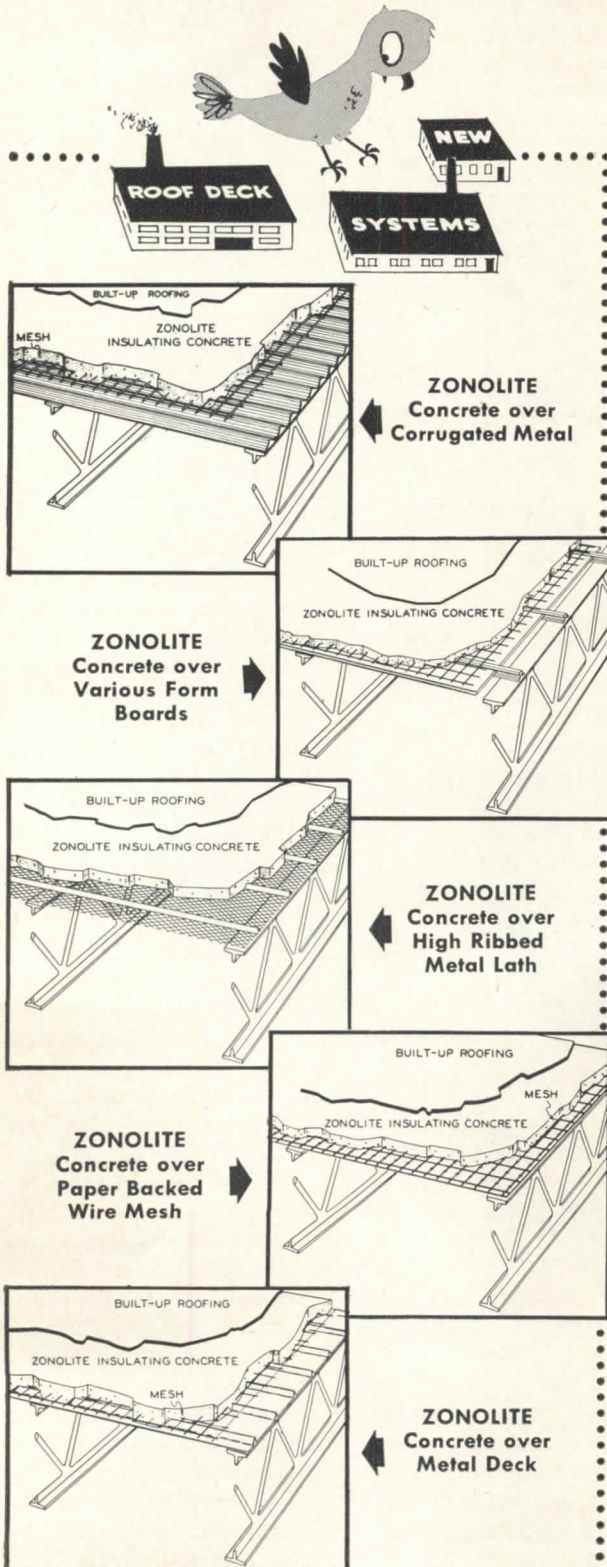 NEW
ROOF DECK
SYSTEMS
BUILT-UP ROOFING
ZONOLITE
INSULATING CONCRETE
MESH
ZONOLITE
Concrete over
Corrugated Metal
BUILT-UP ROOFING
ZONOLITE INSULATING CONCRETE
ZONOLITE
Concrete over
Various Form
Boards
BUILT-UP ROOFING
ZONOLITE INSULATING CONCRETE
ZONOLITE
Concrete over
High Ribbed
Metal Lath
BUILT-UP ROOFING
MESH
ZONOLITE INSULATING CONCRETE
ZONOLITE
Concrete over
Paper Backed
Wire Mesh
BUILT-UP ROOFING
ZONOLITE INSULATING CONCRETE
MESH
ZONOLITE
Concrete over
Metal Deck